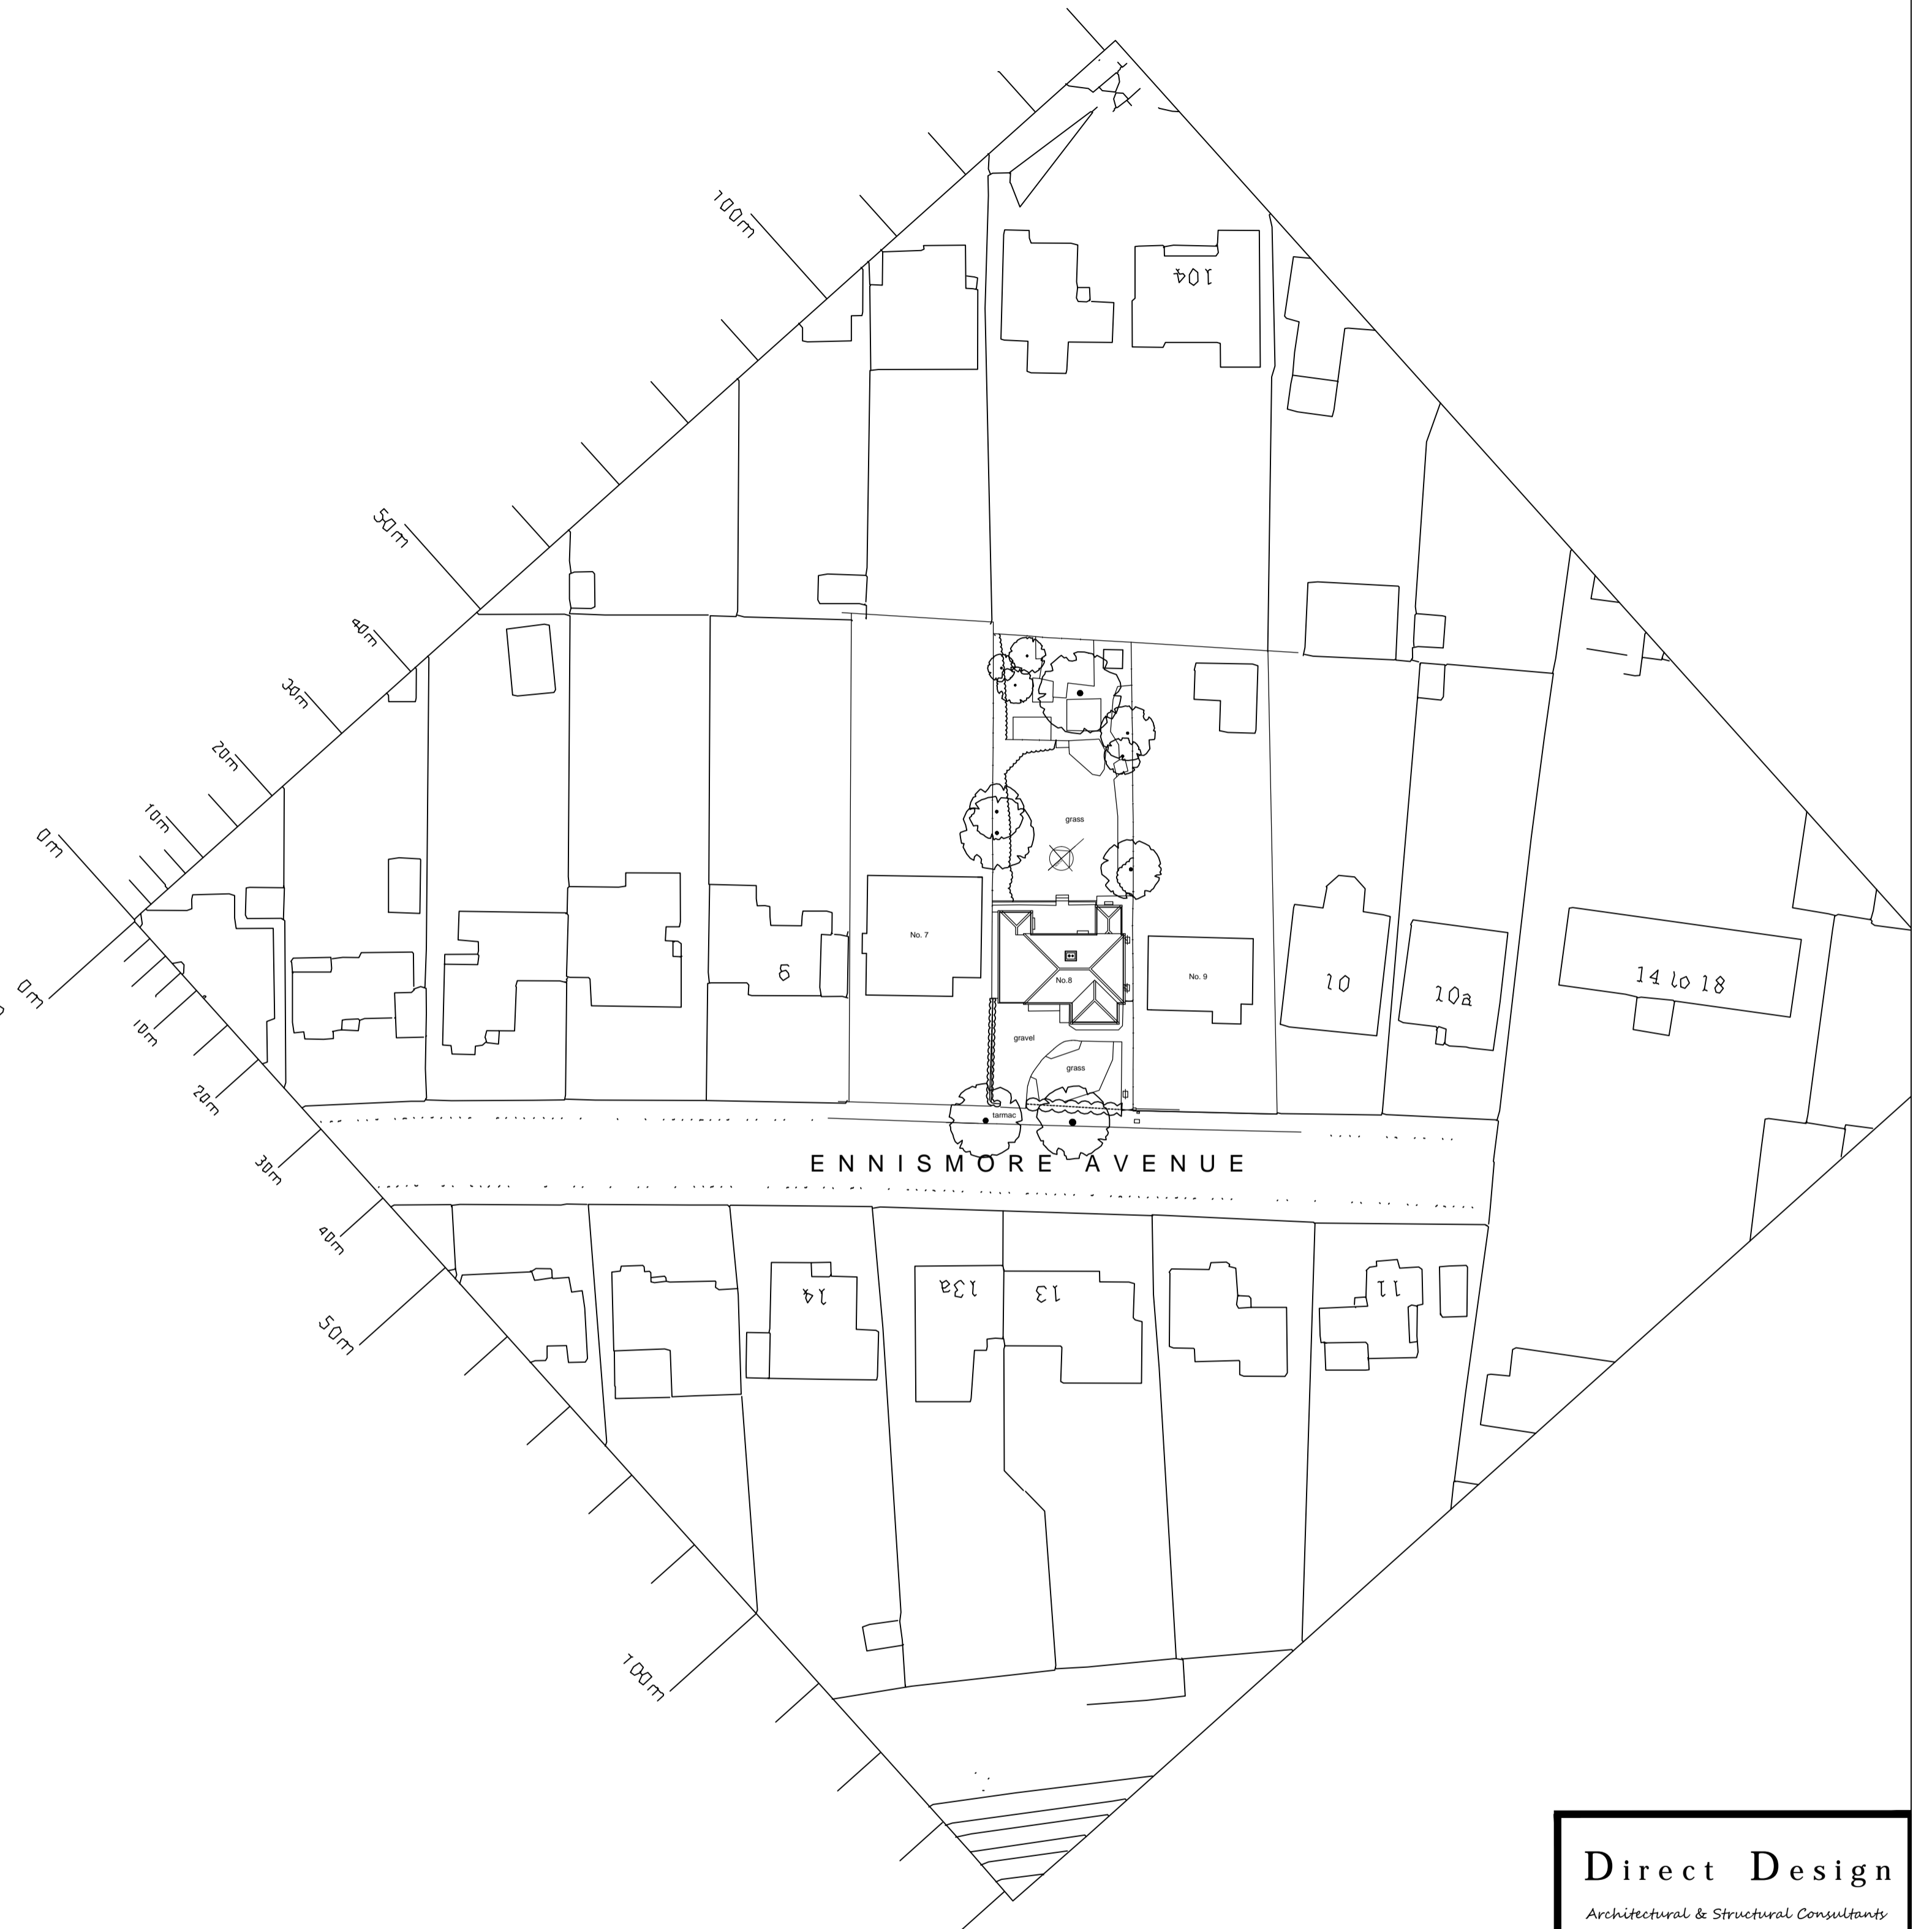 100m
104
50m
40m
30m
20m
10m
0m
grass
No. 7
6
No.8
No. 9
10
10a
14 to 18
0m
10m
gravel
grass
20m
tarmac
30m
ENNISMORE AVENUE
40m
50m
14
13a
13
11
100m
Direct Design
Architectural & Structural Consultants